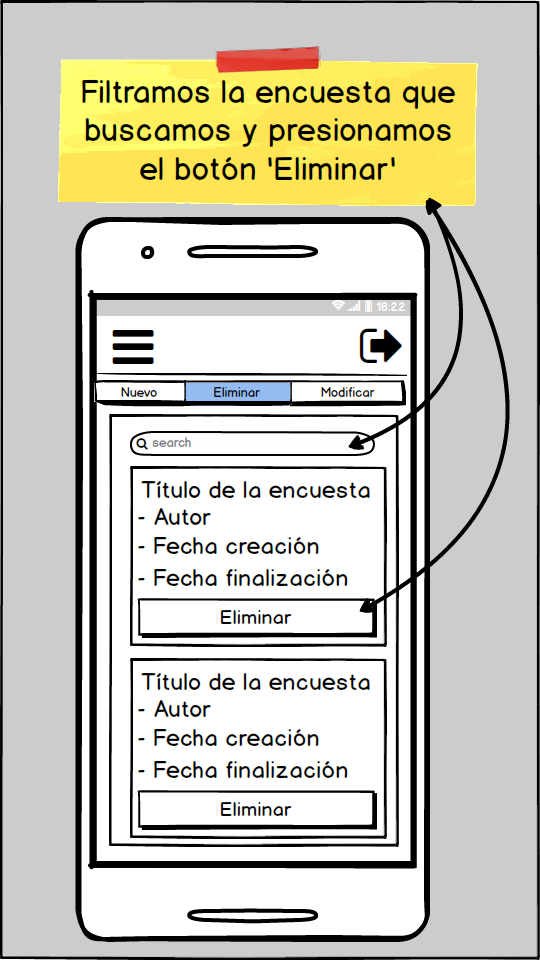 Filtramos la encuesta que
buscamos y presionamos
el botón 'Eliminar'
18:22
Nuevo Eliminar Modificar
search
Título de la encuesta
- Autor
- Fecha creación
- Fecha finalización
Eliminar
Título de la encuesta
- Autor
- Fecha creación
- Fecha finalización
Eliminar